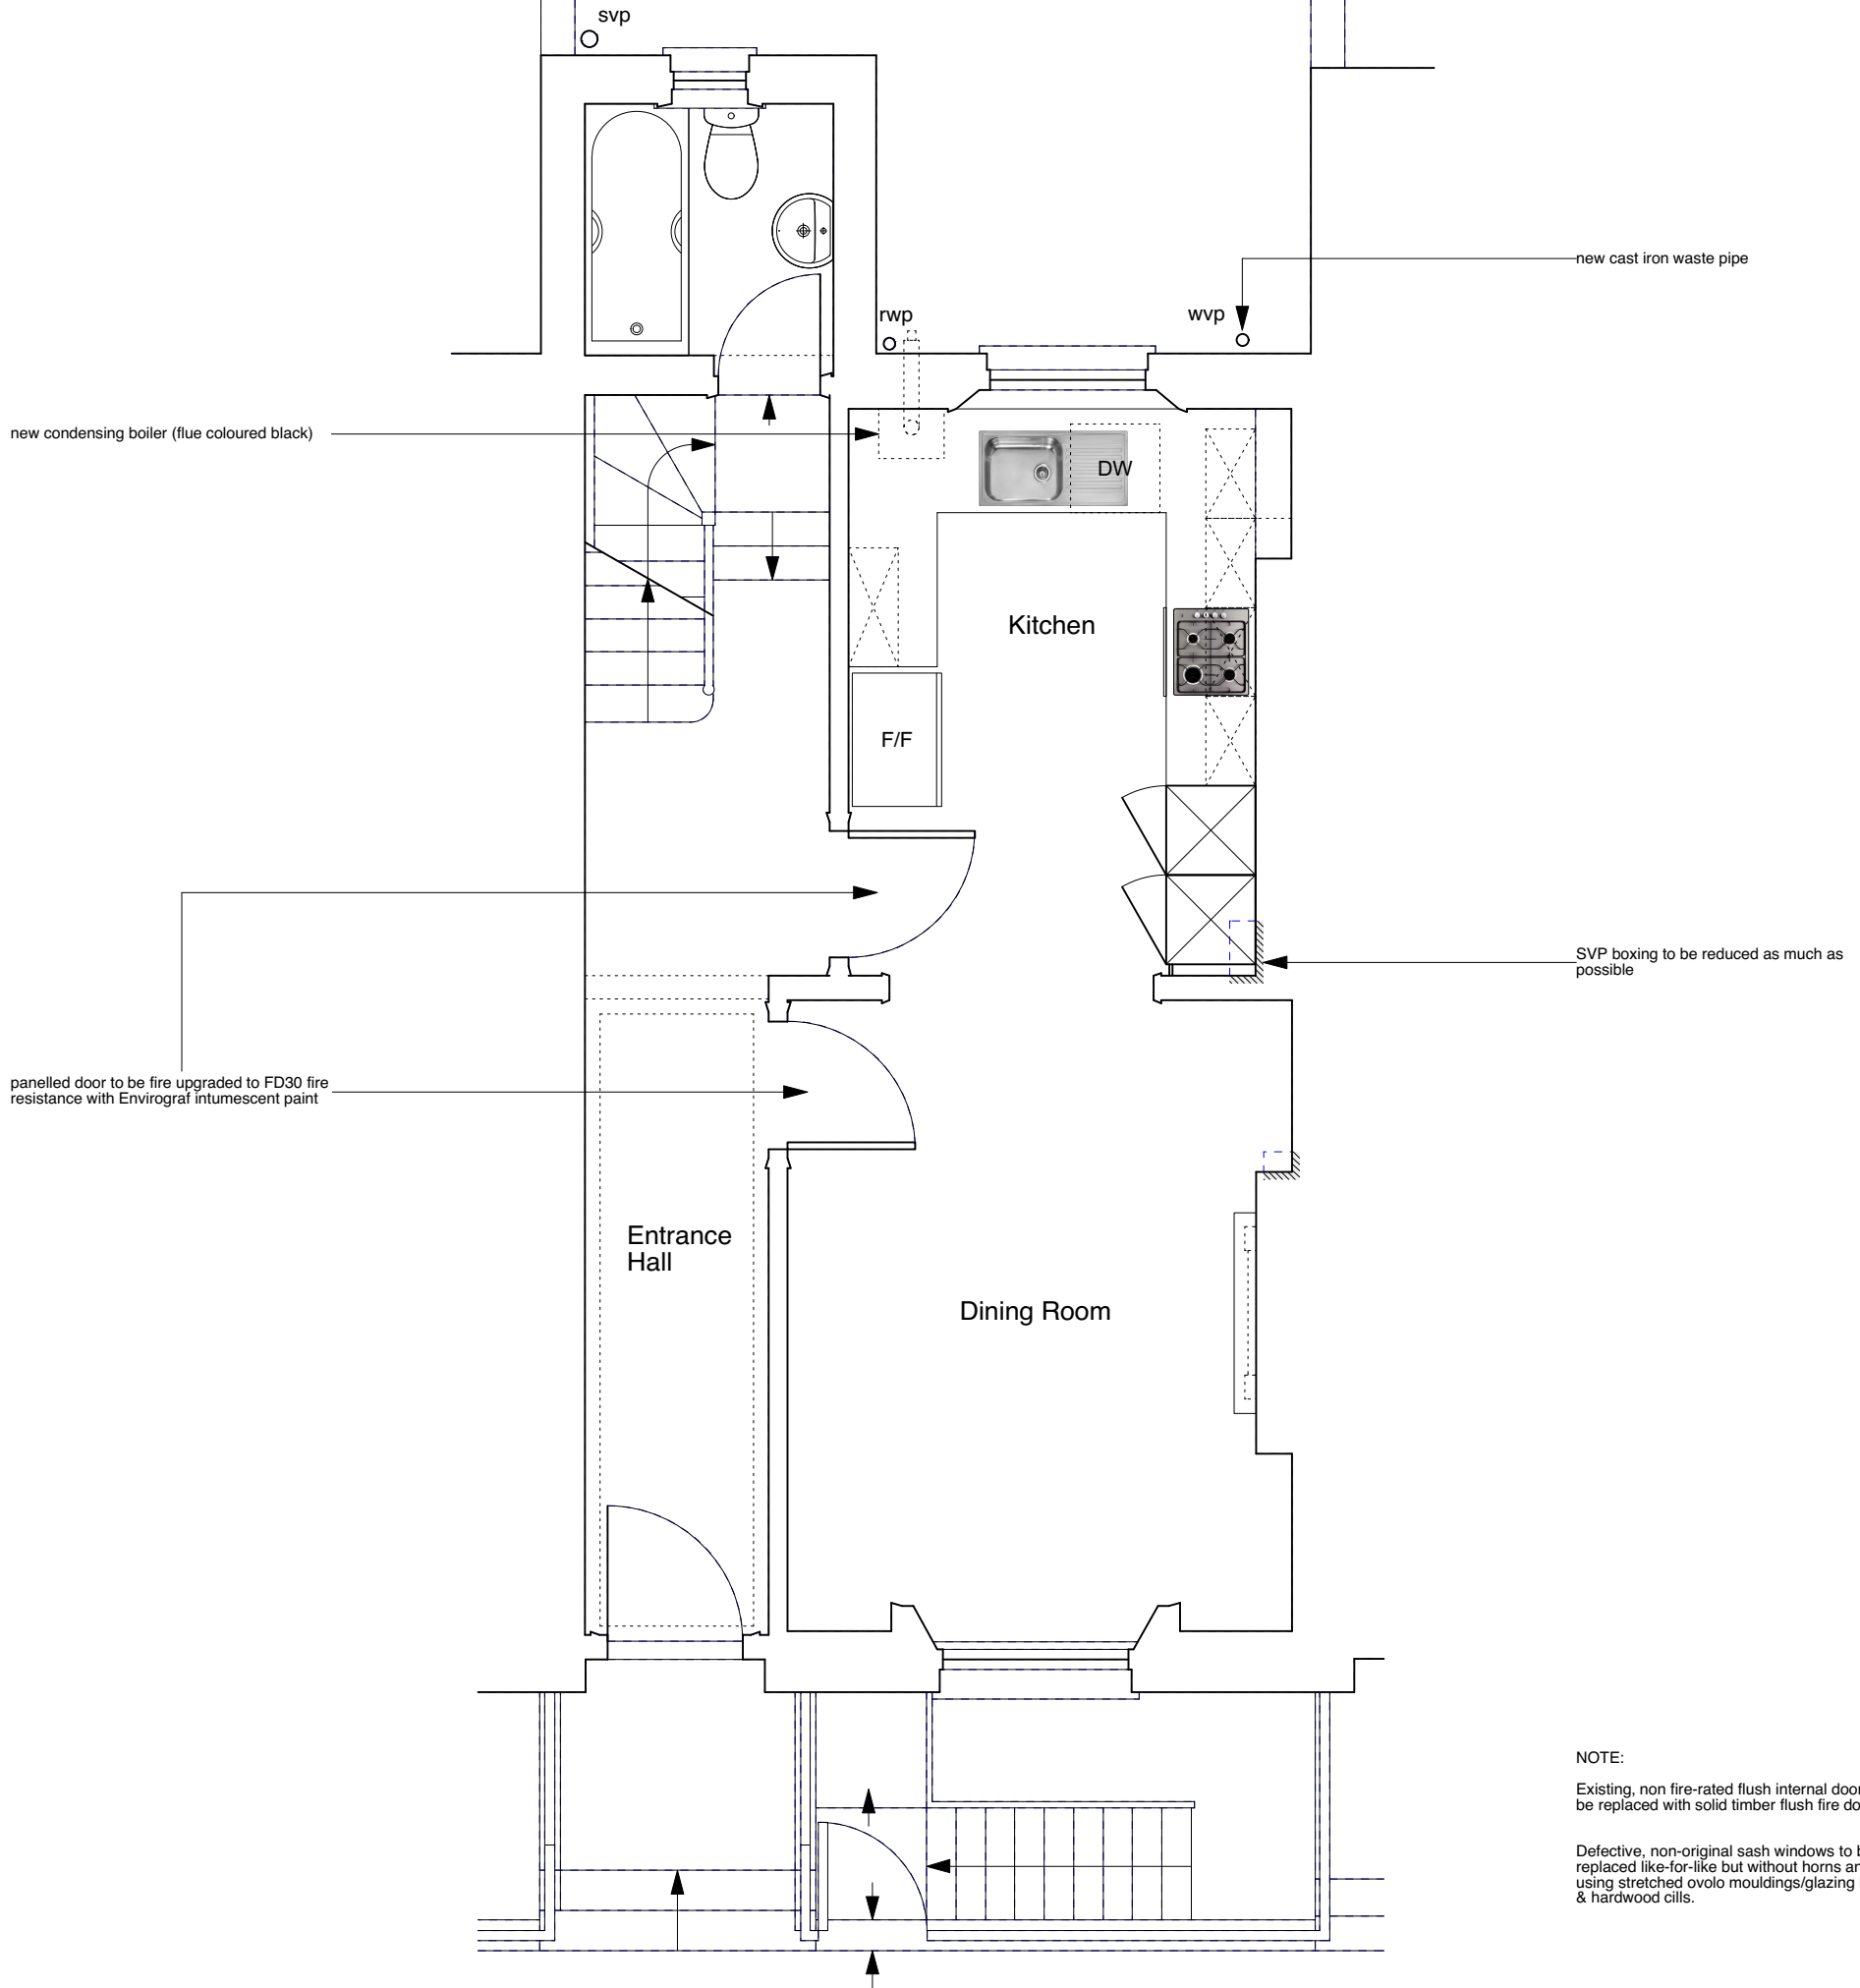 svp
new cast iron waste pipe
rwp
wvp
new condensing boiler (flue coloured black)
DW
Kitchen
F/F
SVP boxing to be reduced as much as
possible
panelled door to be fire upgraded to FD30 fire
resistance with Envirograf intumescent paint
Entrance
Hall
Dining Room
NOTE:
Existing, non fire-rated flush internal door
be replaced with solid timber flush fire do
Defective, non-original sash windows to b
replaced like-for-like but without horns an
using stretched ovolo mouldings/glazing
& hardwood cills.